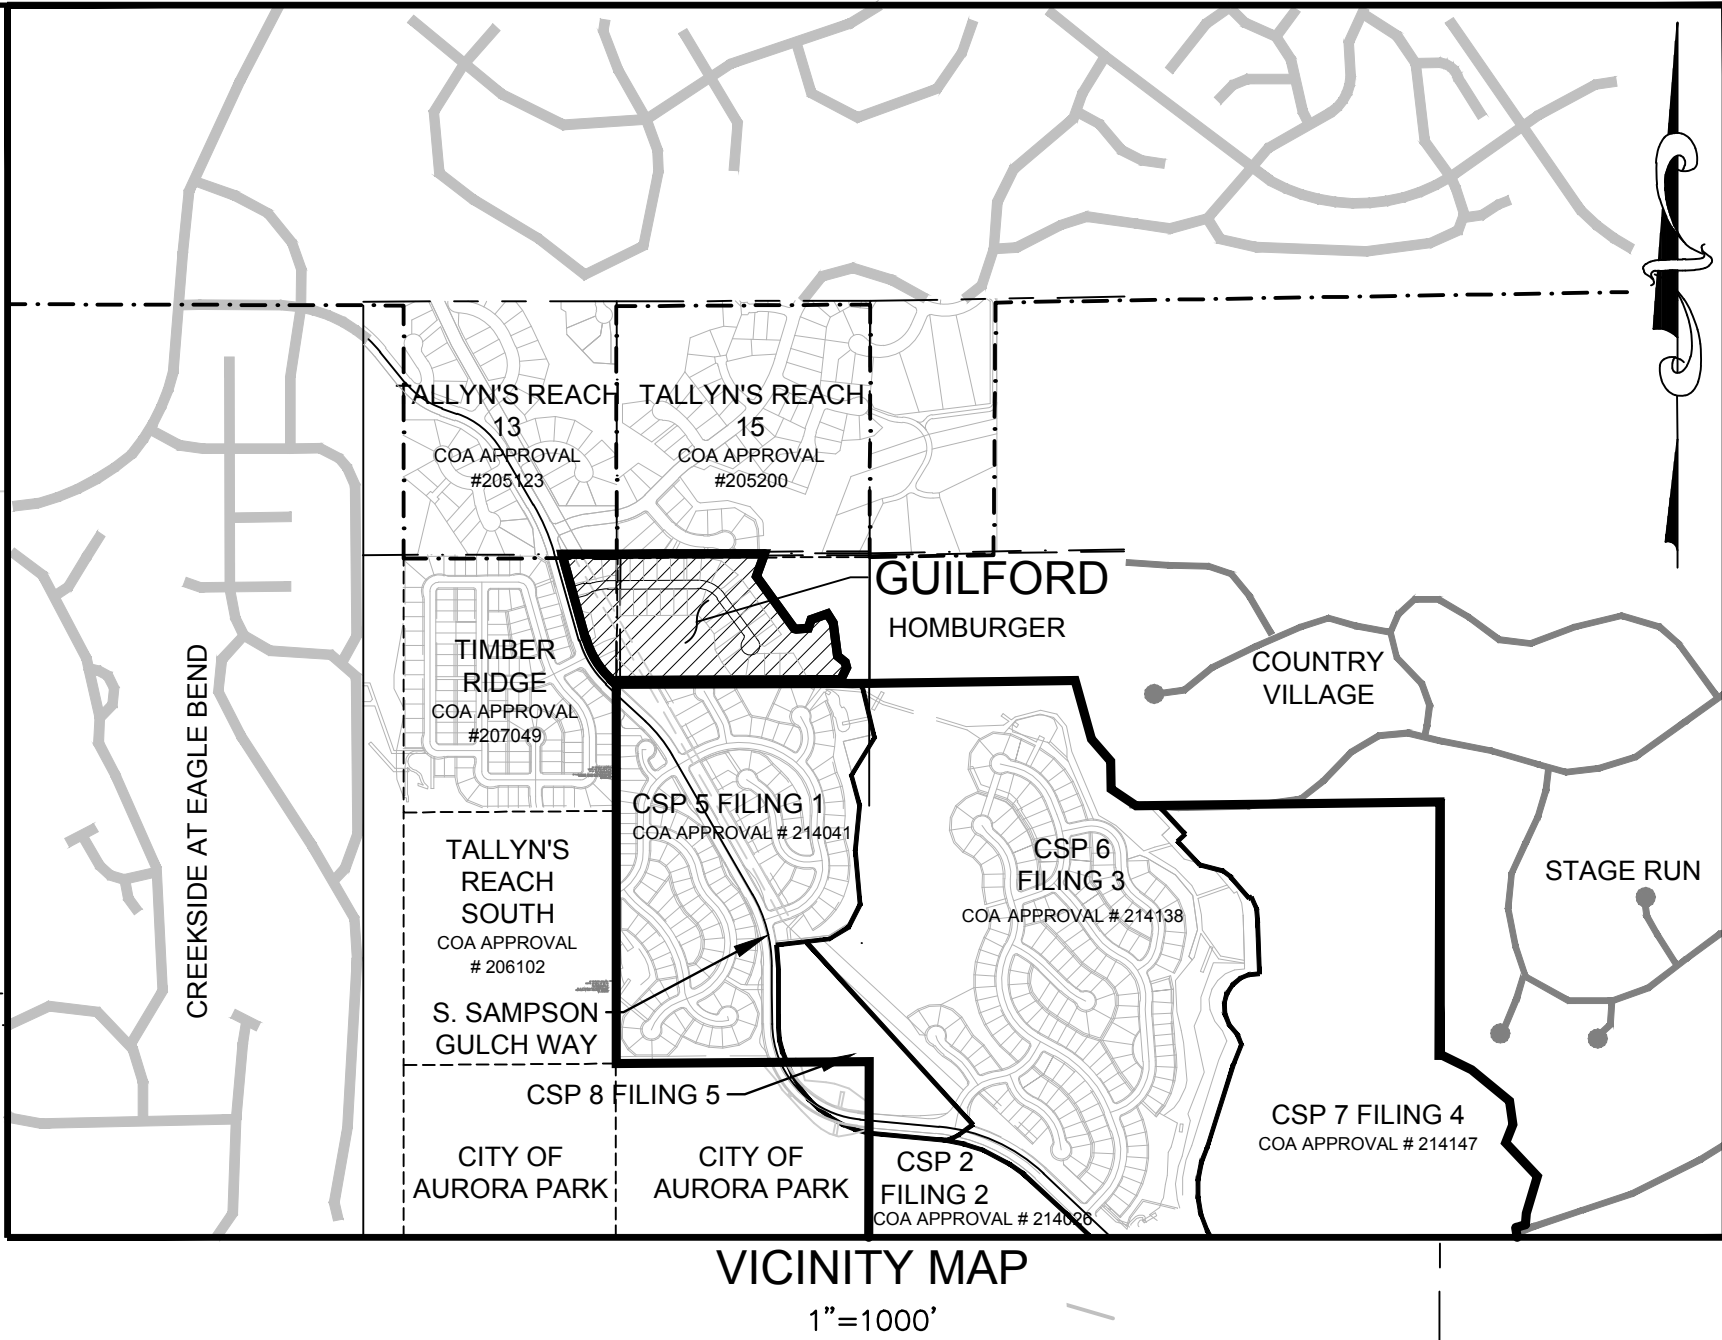 TALLYN'S REACH
13
COA APPROVAL
#205123
TALLYN'S REACH
15
COA APPROVAL
#205200
GUILFORD
HOMBURGER
TIMBER
RIDGE
COA APPROVAL
#207049
COUNTRY
VILLAGE
CREEKSIDE AT EAGLE BEND
CSP 5 FILING 1
COA APPROVAL # 214041
TALLYN'S
REACH
SOUTH
COA APPROVAL
# 206102
CSP 6
FILING 3
COA APPROVAL # 214138
STAGE RUN
S. SAMPSON
GULCH WAY
CSP 8 FILING 5
CSP 7 FILING 4
COA APPROVAL # 214147
CITY OF
AURORA PARK
CITY OF
AURORA PARK
CSP 2
FILING 2
COA APPROVAL # 214026
VICINITY MAP
1”=1000’